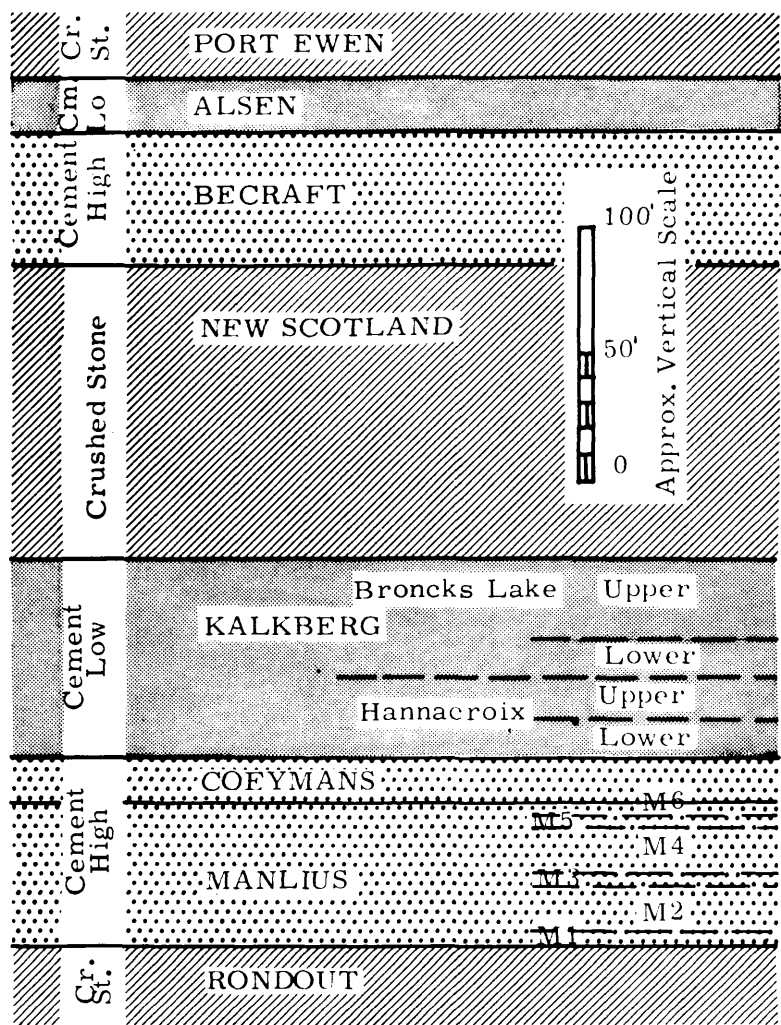 Cr. St.
PORT EWEN
Cm. Lo
ALSEN
Cement High
BECRAFT
100'
50'
0
Approx. Vertical Scale
Crushed Stone
NEW SCOTLAND
Cement Low
Broncks Lake
Upper
KALKBERG
Lower
Upper
Hannacroix
Lower
Cement High
COEYMANS
M6
M5
M4
MANLIUS
M3
M2
M1
Cr. St.
RONDOUT